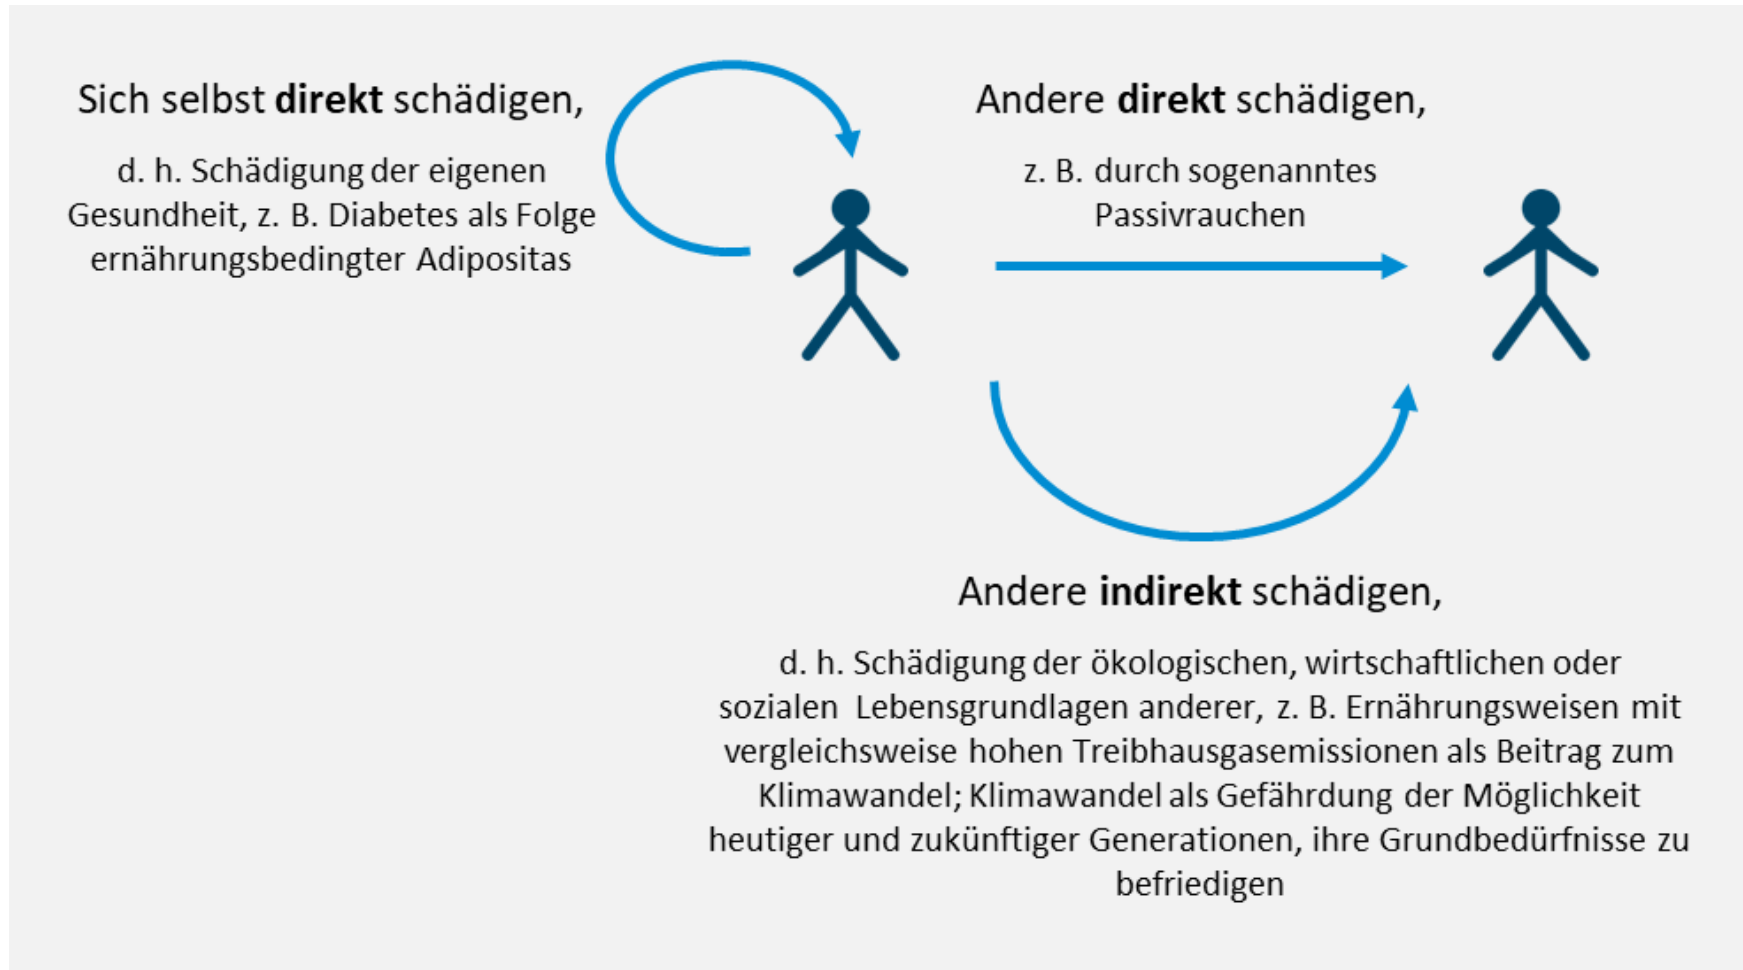 Sich selbst direkt schädigen,
d. h. Schädigung der eigenen
Gesundheit, z. B. Diabetes als Folge
ernährungsbedingter Adipositas
Andere direkt schädigen,
z. B. durch sogenanntes
Passivrauchen
Andere indirekt schädigen,
d. h. Schädigung der ökologischen, wirtschaftlichen oder
sozialen Lebensgrundlagen anderer, z. B. Ernährungsweisen mit
vergleichsweise hohen Treibhausgasemissionen als Beitrag zum
Klimawandel; Klimawandel als Gefährdung der Möglichkeit
heutiger und zukünftiger Generationen, ihre Grundbedürfnisse zu
befriedigen